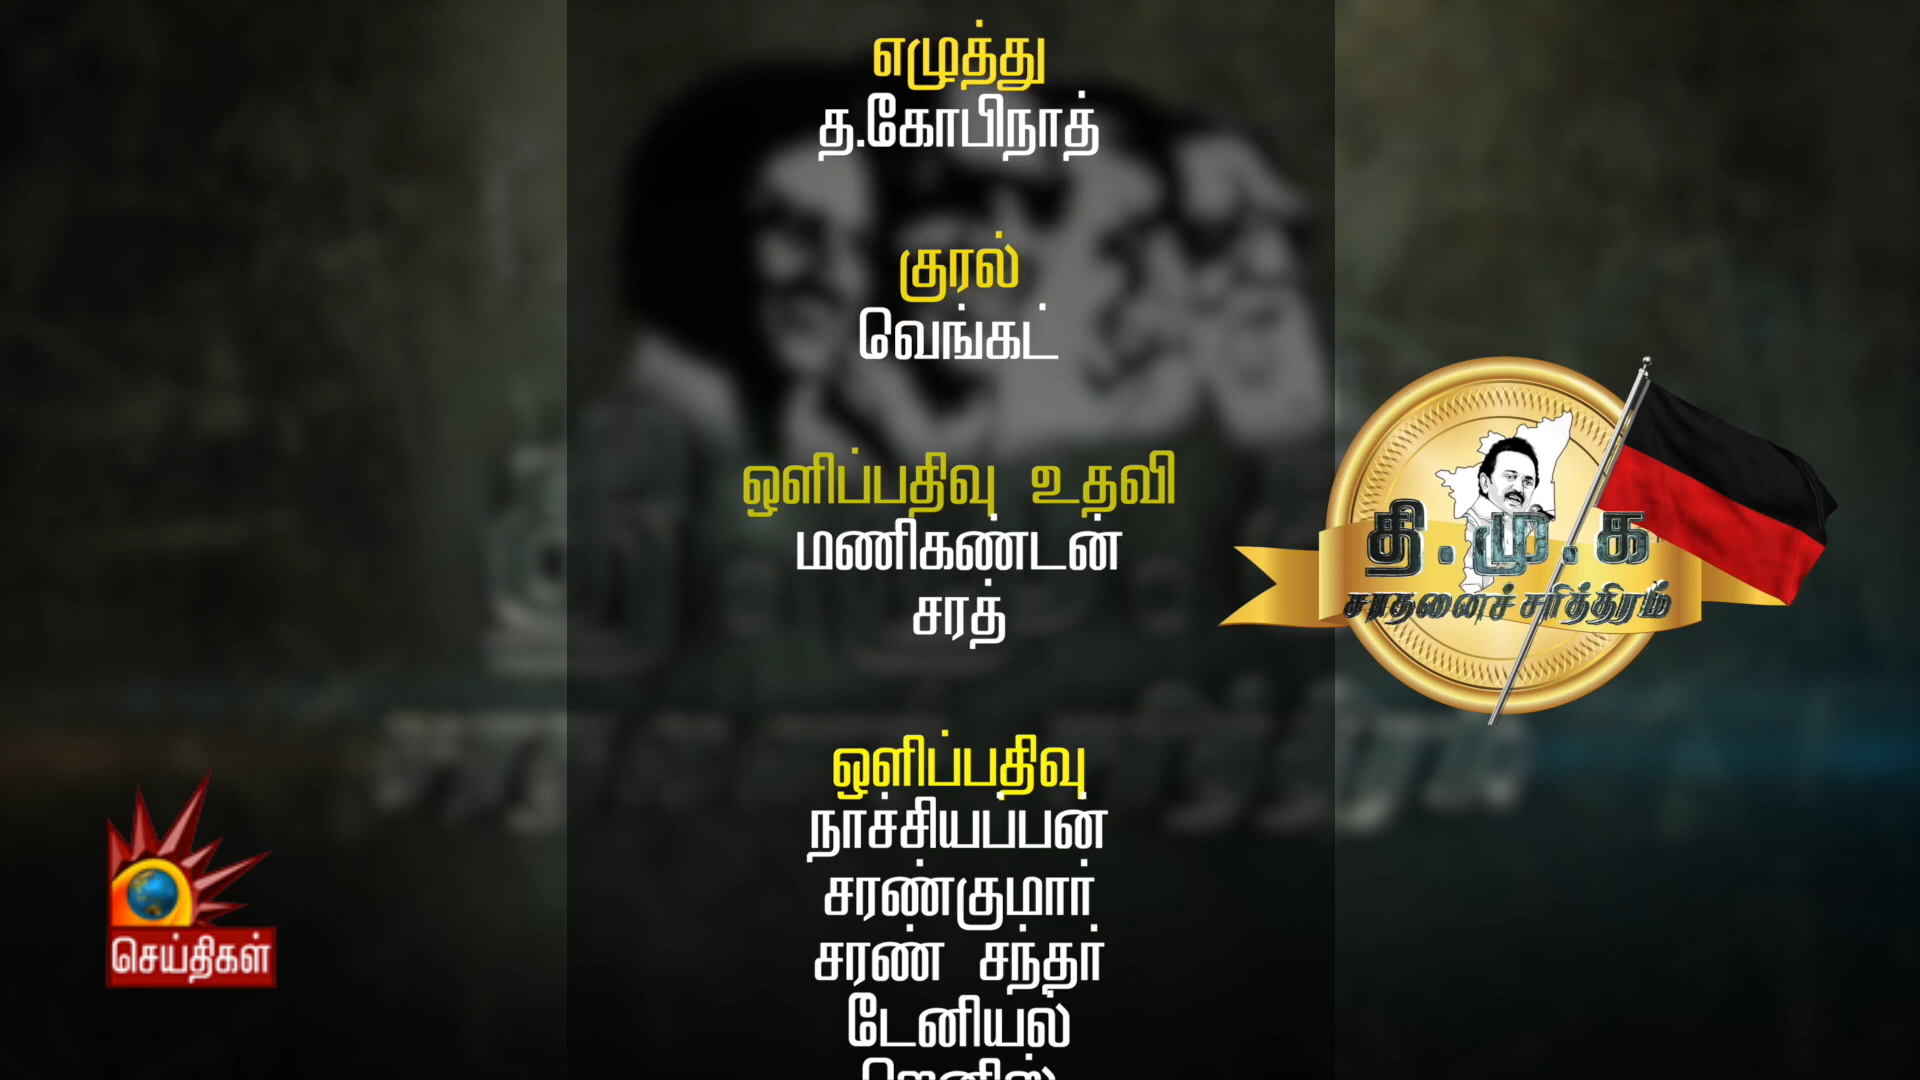 எழுத்து
த.கோபிநாத்
குரல்
வெங்கட்
ஒளிப்பதிவு உதவி
மணிகண்டன்
சரத்
ஒளிப்பதிவு
நாச்சியப்பன்
சரண்குமார்
சரண் சந்தர்
டேனியல்
தி.மு.க
சாதனைச் சரித்திரம்
செய்திகள்